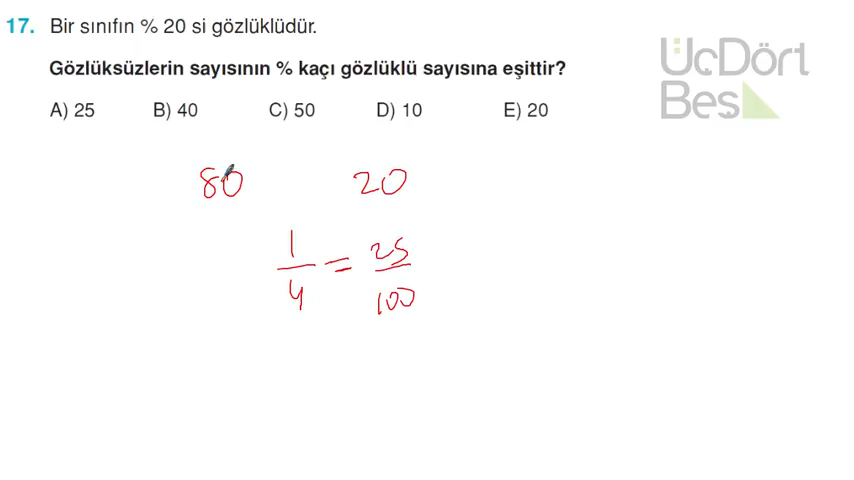 17. Bir sınıfın % 20 si gözlüklüdür.
Gözlüksüzlerin sayısının % kaçı gözlüklü sayısına eşittir?
A) 25 B) 40 C) 50 D) 10 E) 20
ÜçDört
Beş
80 20
1 25
— = —
4 100